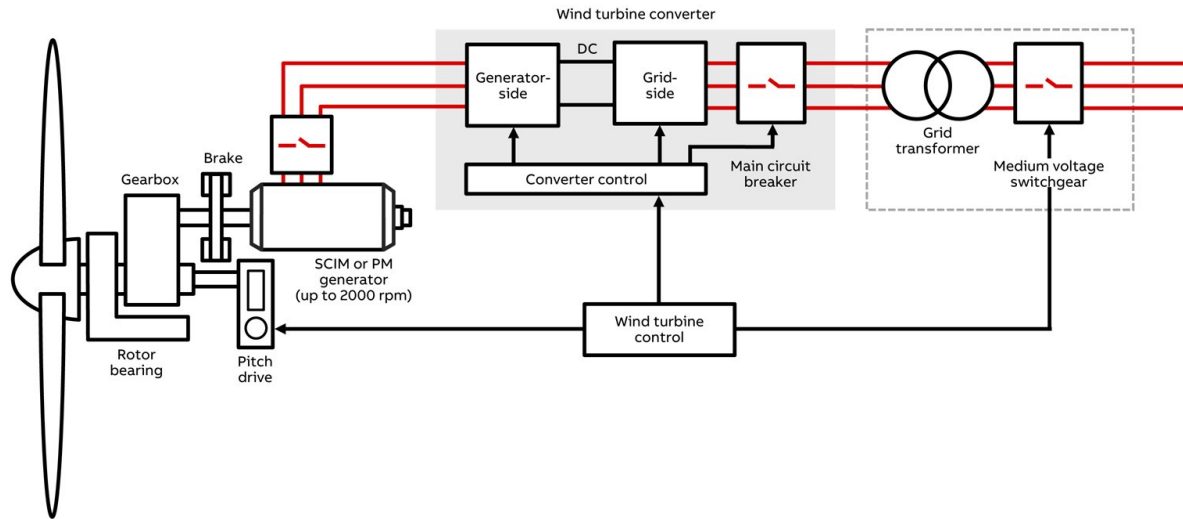 Wind turbine converter
DC
Generator-
side
Grid-
side
Brake
Gearbox
Converter control
Main circuit
breaker
Grid
transformer
Medium voltage
switchgear
SCIM or PM
generator
(up to 2000 rpm)
Wind turbine
control
Rotor
bearing
Pitch
drive